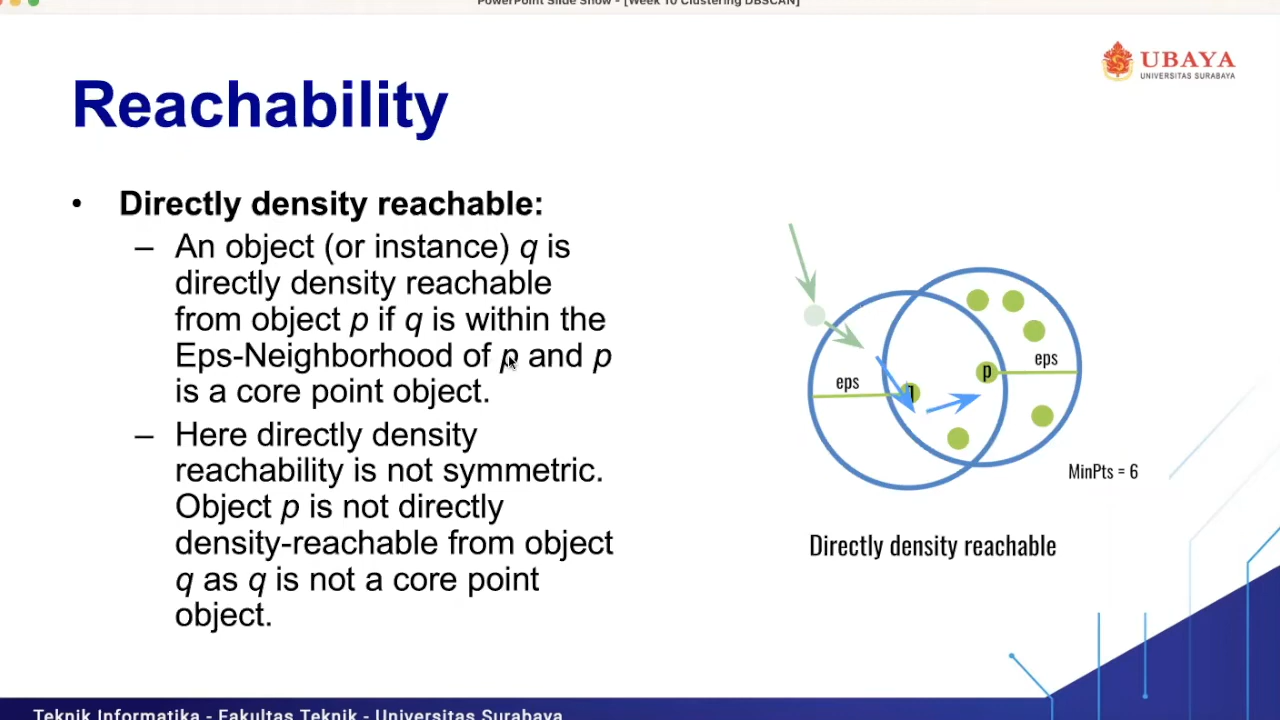 PowerPoint Slide Show - [Week 10 Clustering DBSCAN]
UBAYA
UNIVERSITAS SURABAYA
Reachability
• Directly density reachable:
– An object (or instance) q is
directly density reachable
from object p if q is within the
Eps-Neighborhood of p and p
is a core point object.
– Here directly density
reachability is not symmetric.
Object p is not directly
density-reachable from object
q as q is not a core point
object.
eps
p
eps
MinPts = 6
Directly density reachable
Teknik Informatika - Fakultas Teknik - Universitas Surabaya